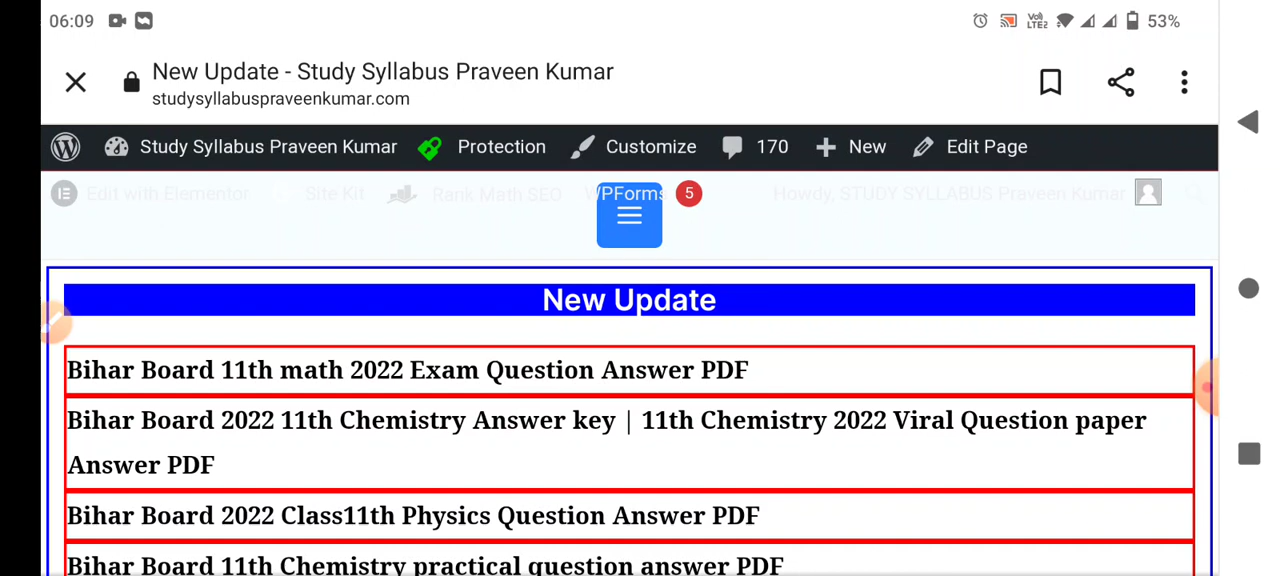 06:09 Vo) LTE2 53%
New Update - Study Syllabus Praveen Kumar
studysyllabuspraveenkumar.com
Study Syllabus Praveen Kumar Protection Customize 170 New Edit Page
Edit with Elementor Site Kit Rank Math SEO WPForms 5 Howdy, STUDY SYLLABUS Praveen Kumar
New Update
Bihar Board 11th math 2022 Exam Question Answer PDF
Bihar Board 2022 11th Chemistry Answer key | 11th Chemistry 2022 Viral Question paper
Answer PDF
Bihar Board 2022 Class11th Physics Question Answer PDF
Bihar Board 11th Chemistry practical question answer PDF